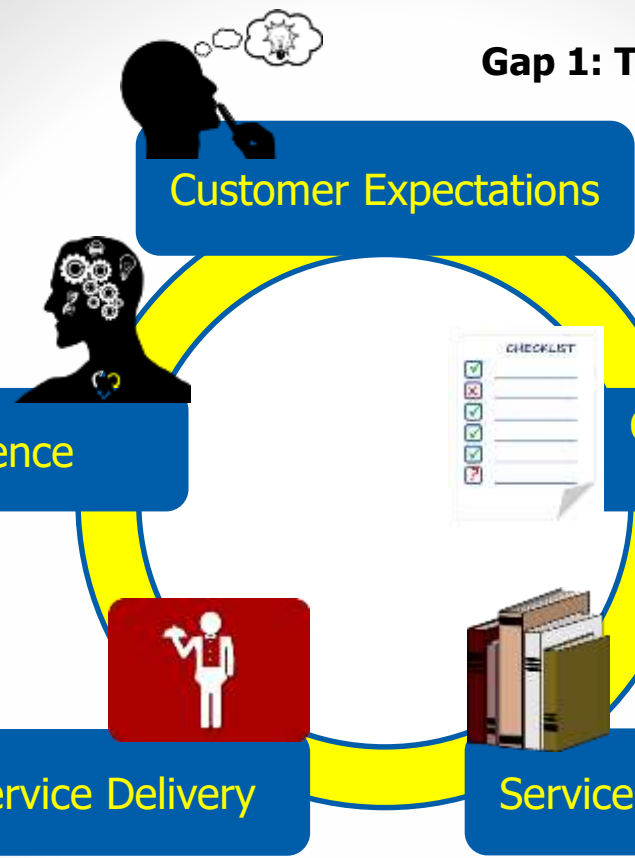 Gap 1: T
Customer Expectations
CHECKLIST
ence
ervice Delivery
Service